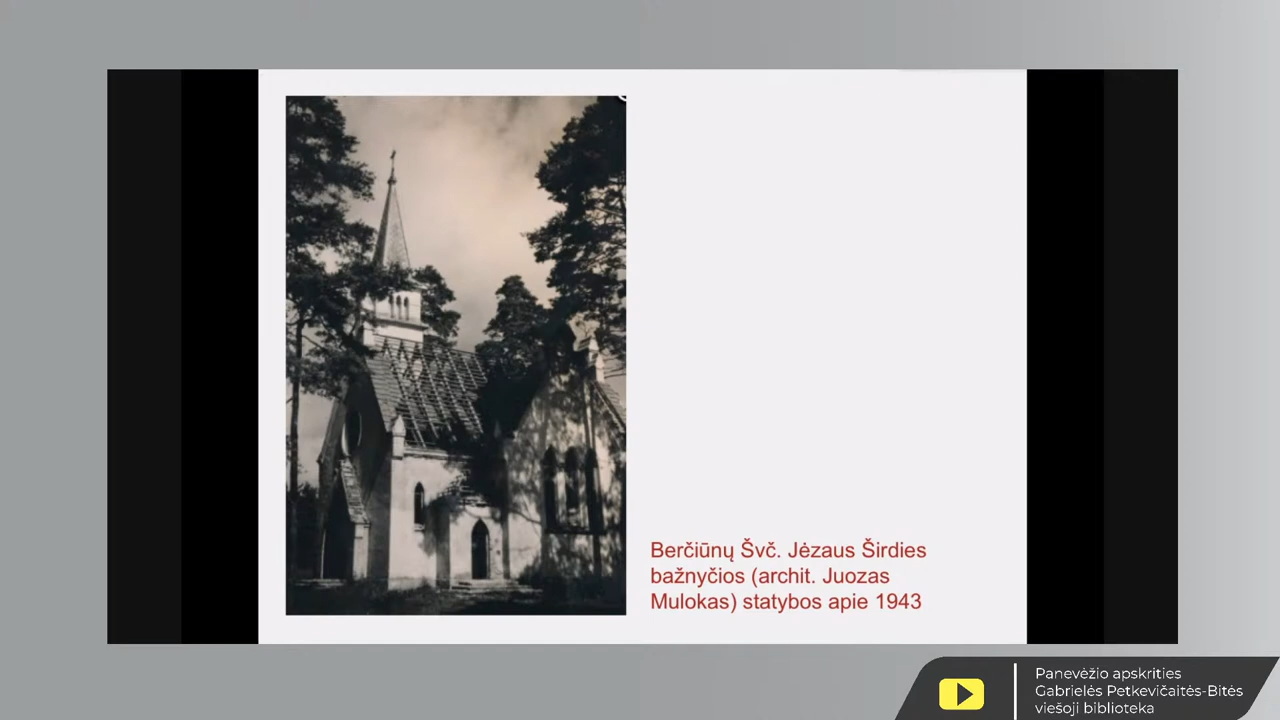 Berčiūnų Švč. Jėzaus Širdies
bažnyčios (archit. Juozas
Mulokas) statybos apie 1943
Panevėžio apskrities
Gabrielės Petkevičaitės-Bitės
viešoji biblioteka